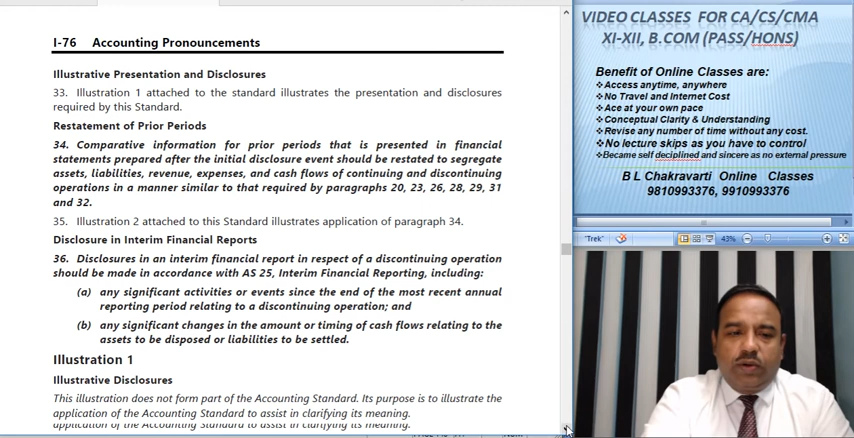 I-76 Accounting Pronouncements
Illustrative Presentation and Disclosures
33. Illustration 1 attached to the standard illustrates the presentation and disclosures
required by this Standard.
Restatement of Prior Periods
34. Comparative information for prior periods that is presented in financial
statements prepared after the initial disclosure event should be restated to segregate
assets, liabilities, revenue, expenses, and cash flows of continuing and discontinuing
operations in a manner similar to that required by paragraphs 20, 23, 26, 28, 29, 31
and 32.
35. Illustration 2 attached to this Standard illustrates application of paragraph 34.
Disclosure in Interim Financial Reports
36. Disclosures in an interim financial report in respect of a discontinuing operation
should be made in accordance with AS 25, Interim Financial Reporting, including:
(a) any significant activities or events since the end of the most recent annual
reporting period relating to a discontinuing operation; and
(b) any significant changes in the amount or timing of cash flows relating to the
assets to be disposed or liabilities to be settled.
Illustration 1
Illustrative Disclosures
This illustration does not form part of the Accounting Standard. Its purpose is to illustrate the
application of the Accounting Standard to assist in clarifying its meaning.
application of the Accounting Standard to assist in clarifying its meaning.
VIDEO CLASSES FOR CA/CS/CMA
XI-XII, B.COM (PASS/HONS)
Benefit of Online Classes are:
❖Access anytime, anywhere
❖No Travel and Internet Cost
❖Ace at your own pace
❖Conceptual Clarity & Understanding
❖Revise any number of time without any cost.
❖No lecture skips as you have to control
❖Became self deciplined and sincere as no external pressure
B L Chakravarti Online Classes
9810993376, 9910993376
"Trek" 43%